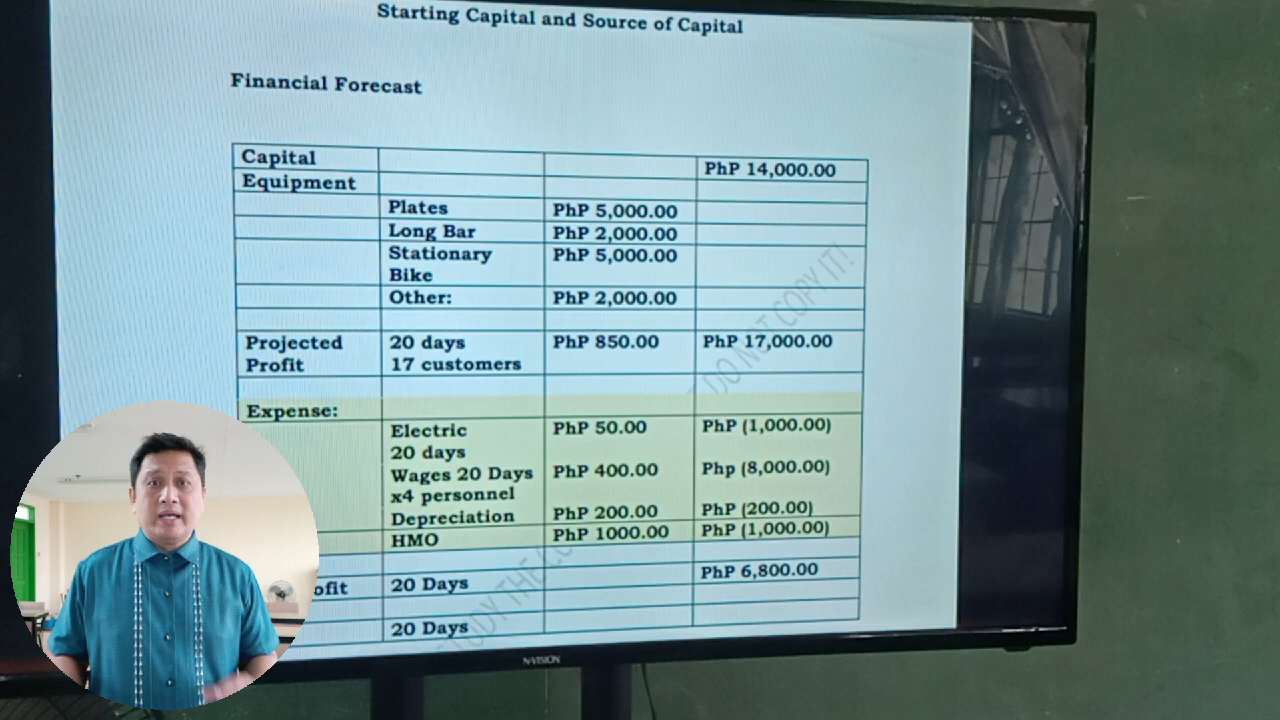 Starting Capital and Source of Capital
Financial Forecast
Capital PhP 14,000.00
Equipment
Plates PhP 5,000.00
Long Bar PhP 2,000.00
Stationary PhP 5,000.00
Bike
Other: PhP 2,000.00
Projected 20 days PhP 850.00 PhP 17,000.00
Profit 17 customers
Expense:
Electric PhP 50.00 PhP (1,000.00)
20 days
Wages 20 Days PhP 400.00 Php (8,000.00)
x4 personnel
Depreciation PhP 200.00 PhP (200.00)
HMO PhP 1000.00 PhP (1,000.00)
PhP 6,800.00
ofit 20 Days
20 Days
DO NOT COPY IT!
N-VISION